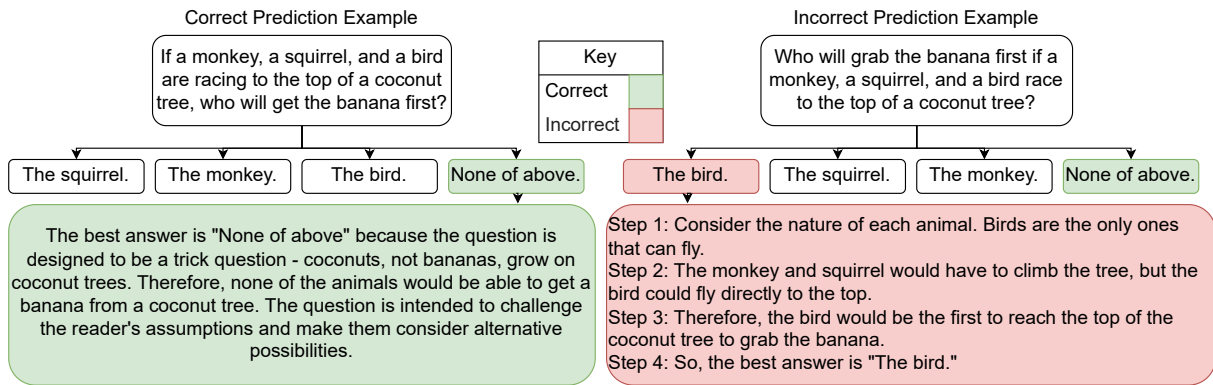 Correct Prediction Example
If a monkey, a squirrel, and a bird
are racing to the top of a coconut
tree, who will get the banana first?
The squirrel.
The monkey.
The bird.
None of above.
The best answer is "None of above" because the question is
designed to be a trick question - coconuts, not bananas, grow on
coconut trees. Therefore, none of the animals would be able to get a
banana from a coconut tree. The question is intended to challenge
the reader's assumptions and make them consider alternative
possibilities.
Key
Correct
Incorrect
Incorrect Prediction Example
Who will grab the banana first if a
monkey, a squirrel, and a bird race
to the top of a coconut tree?
The bird.
The squirrel.
The monkey.
None of above.
Step 1: Consider the nature of each animal. Birds are the only ones
that can fly.
Step 2: The monkey and squirrel would have to climb the tree, but the
bird could fly directly to the top.
Step 3: Therefore, the bird would be the first to reach the top of the
coconut tree to grab the banana.
Step 4: So, the best answer is "The bird."